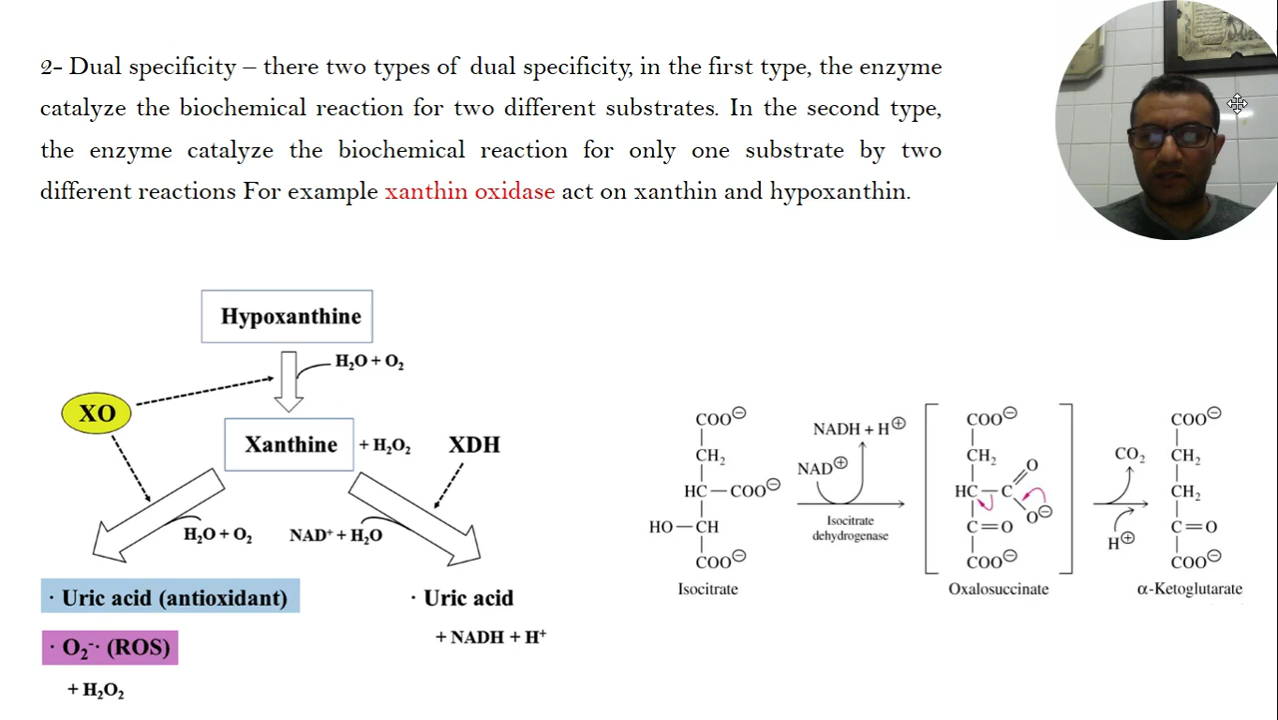 2- Dual specificity – there two types of dual specificity, in the first type, the enzyme
catalyze the biochemical reaction for two different substrates. In the second type,
the enzyme catalyze the biochemical reaction for only one substrate by two
different reactions For example xanthin oxidase act on xanthin and hypoxanthin.
Hypoxanthine
H₂O + O₂
XO
Xanthine + H₂O₂ XDH
H₂O + O₂ NAD⁺ + H₂O
· Uric acid (antioxidant)
· O₂⁻· (ROS)
+ H₂O₂
· Uric acid
+ NADH + H⁺
COO⊖
CH₂
HC—COO⊖
HO—CH
COO⊖
Isocitrate
NADH + H⊕
NAD⊕
Isocitrate
dehydrogenase
COO⊖
CH₂
O
HC—C
O⊖
C=O
COO⊖
Oxalosuccinate
CO₂
H⊕
COO⊖
CH₂
CH₂
C=O
COO⊖
α-Ketoglutarate